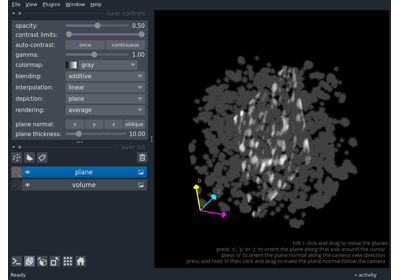 File View Plugins Window Help
layer controls
opacity: 0.50
contrast limits:
auto-contrast: once continuous
gamma: 1.00
colormap: gray
blending: additive
interpolation: linear
depiction: plane
rendering: average
plane normal: x y z oblique
plane thickness: 10.00
layer list
plane
volume
0
hift + click and drag to move the planes
press 'x', 'y' or 'z' to orient the plane along that axis around the cursor
press 'o' to orient the plane normal along the camera view direction
press and hold 'o' then click and drag to make the plane normal follow the camera
Ready
activity